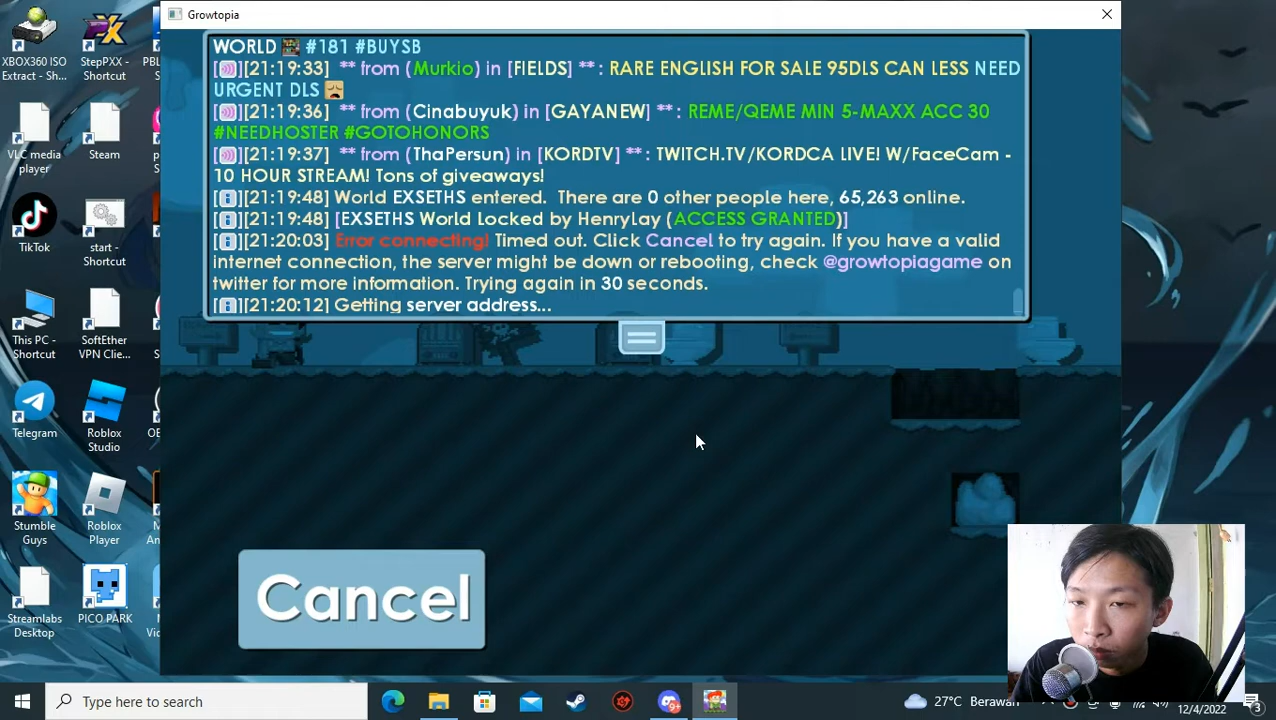 Growtopia
WORLD #181 #BUYSB
[21:19:33] ** from (Murkio) in [FIELDS] ** : RARE ENGLISH FOR SALE 95DLS CAN LESS NEED
URGENT DLS
[21:19:36] ** from (Cinabuyuk) in [GAYANEW] ** : REME/QEME MIN 5-MAXX ACC 30
#NEEDHOSTER #GOTOHONORS
[21:19:37] ** from (ThaPersun) in [KORDTV] ** : TWITCH.TV/KORDCA LIVE! W/FaceCam -
10 HOUR STREAM! Tons of giveaways!
[21:19:48] World EXSETHS entered. There are 0 other people here, 65,263 online.
[21:19:48] [EXSETHS World Locked by HenryLay (ACCESS GRANTED)]
[21:20:03] Error connecting! Timed out. Click Cancel to try again. If you have a valid
internet connection, the server might be down or rebooting, check @growtopiagame on
twitter for more information. Trying again in 30 seconds.
[21:20:12] Getting server address...
Cancel
XBOX360 ISO
Extract - Sh...
StepPXX -
Shortcut
VLC media
player
Steam
TikTok
start -
Shortcut
This PC -
Shortcut
SoftEther
VPN Clie...
Telegram
Roblox
Studio
Stumble
Guys
Roblox
Player
Streamlabs
Desktop
PICO PARK
Type here to search
9+
27°C Berawan
12/4/2022
3